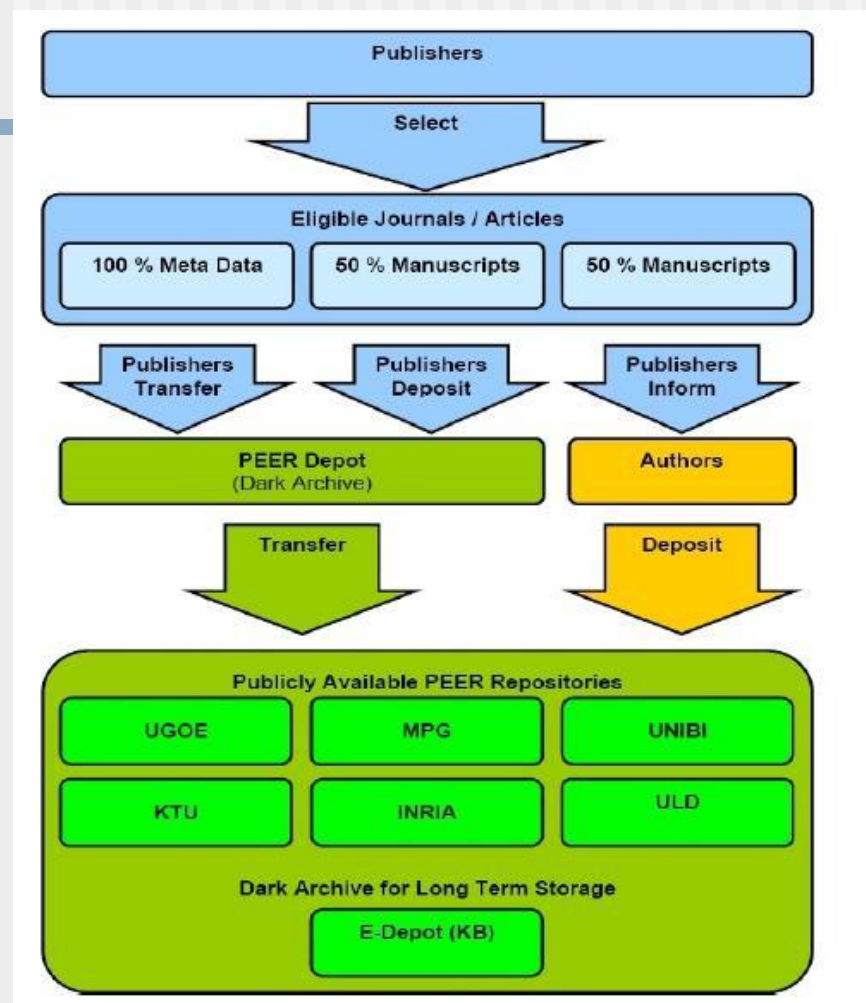 Publishers
Select
Eligible Journals / Articles
100 % Meta Data
50 % Manuscripts
50 % Manuscripts
Publishers
Transfer
Publishers
Deposit
Publishers
Inform
PEER Depot
(Dark Archive)
Authors
Transfer
Deposit
Publicly Available PEER Repositories
UGOE
MPG
UNIBI
KTU
INRIA
ULD
Dark Archive for Long Term Storage
E-Depot (KB)